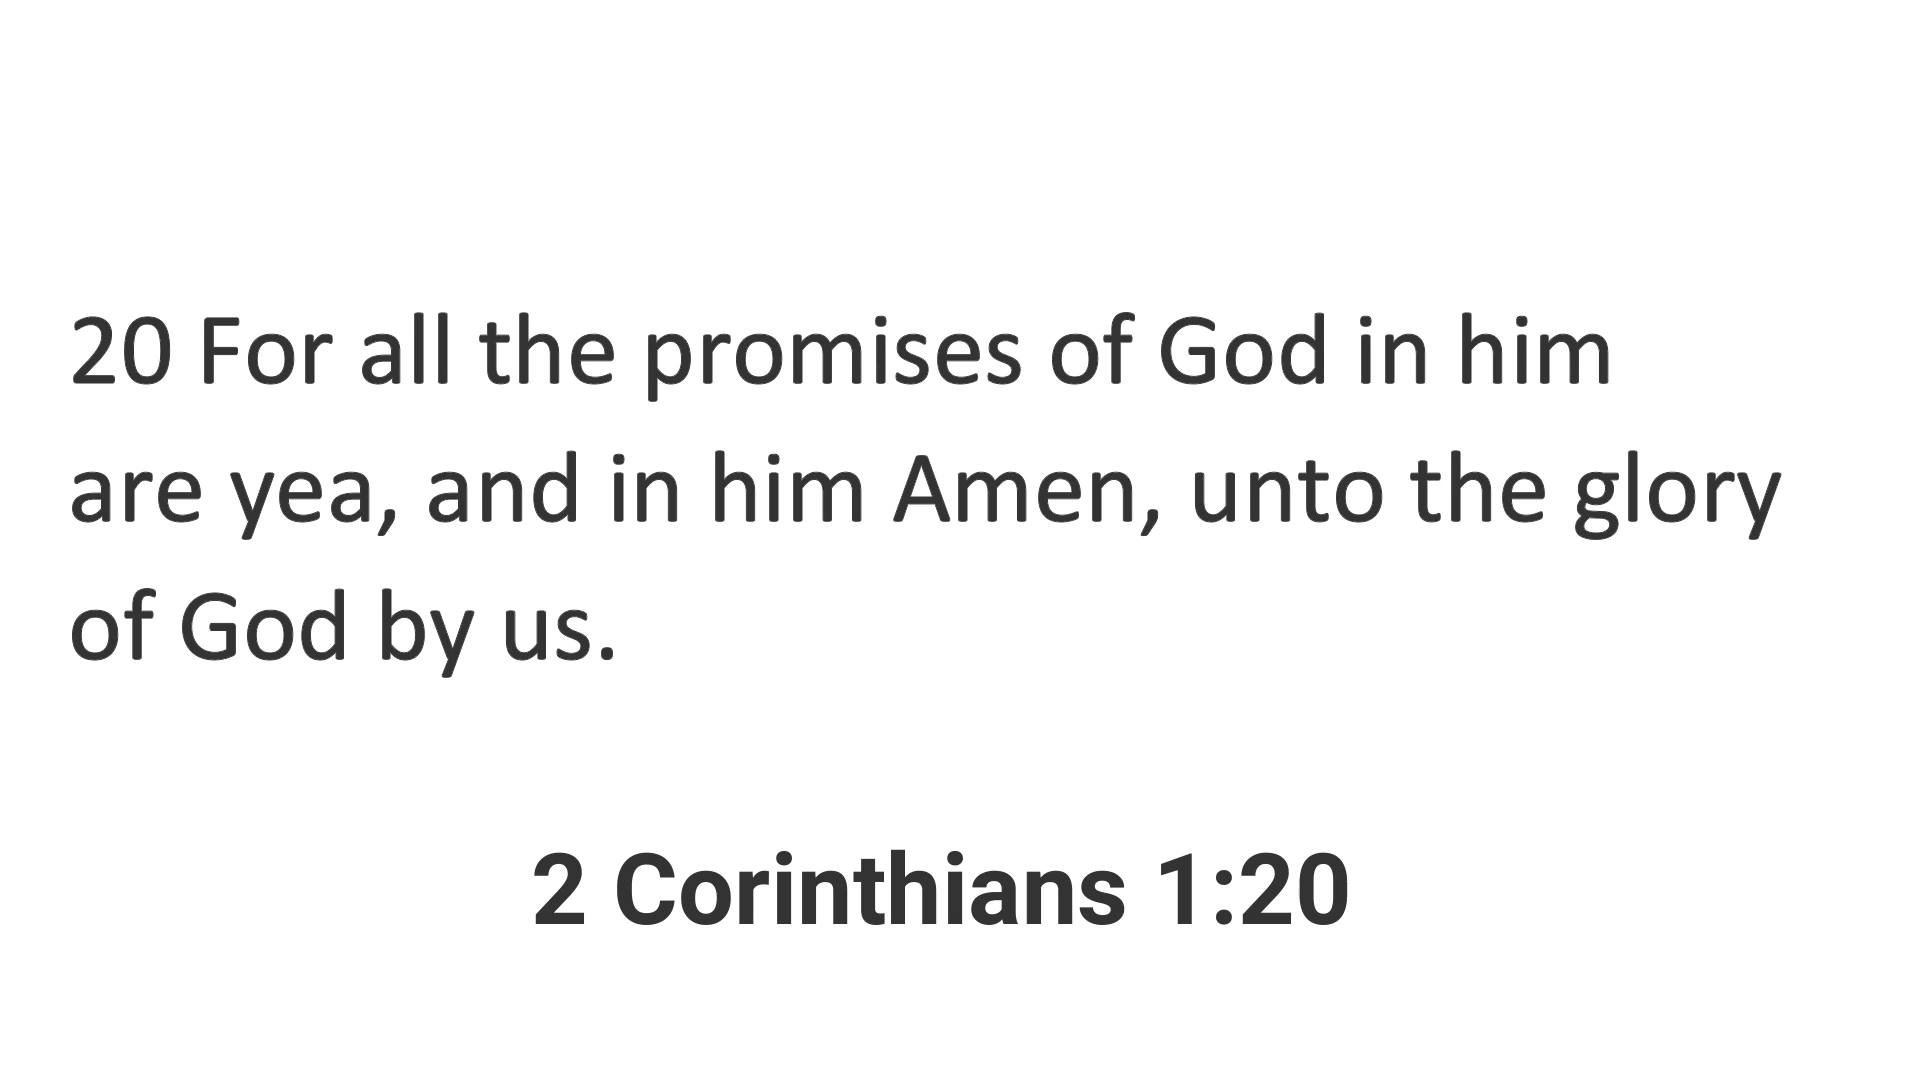 20 For all the promises of God in him
are yea, and in him Amen, unto the glory
of God by us.
2 Corinthians 1:20